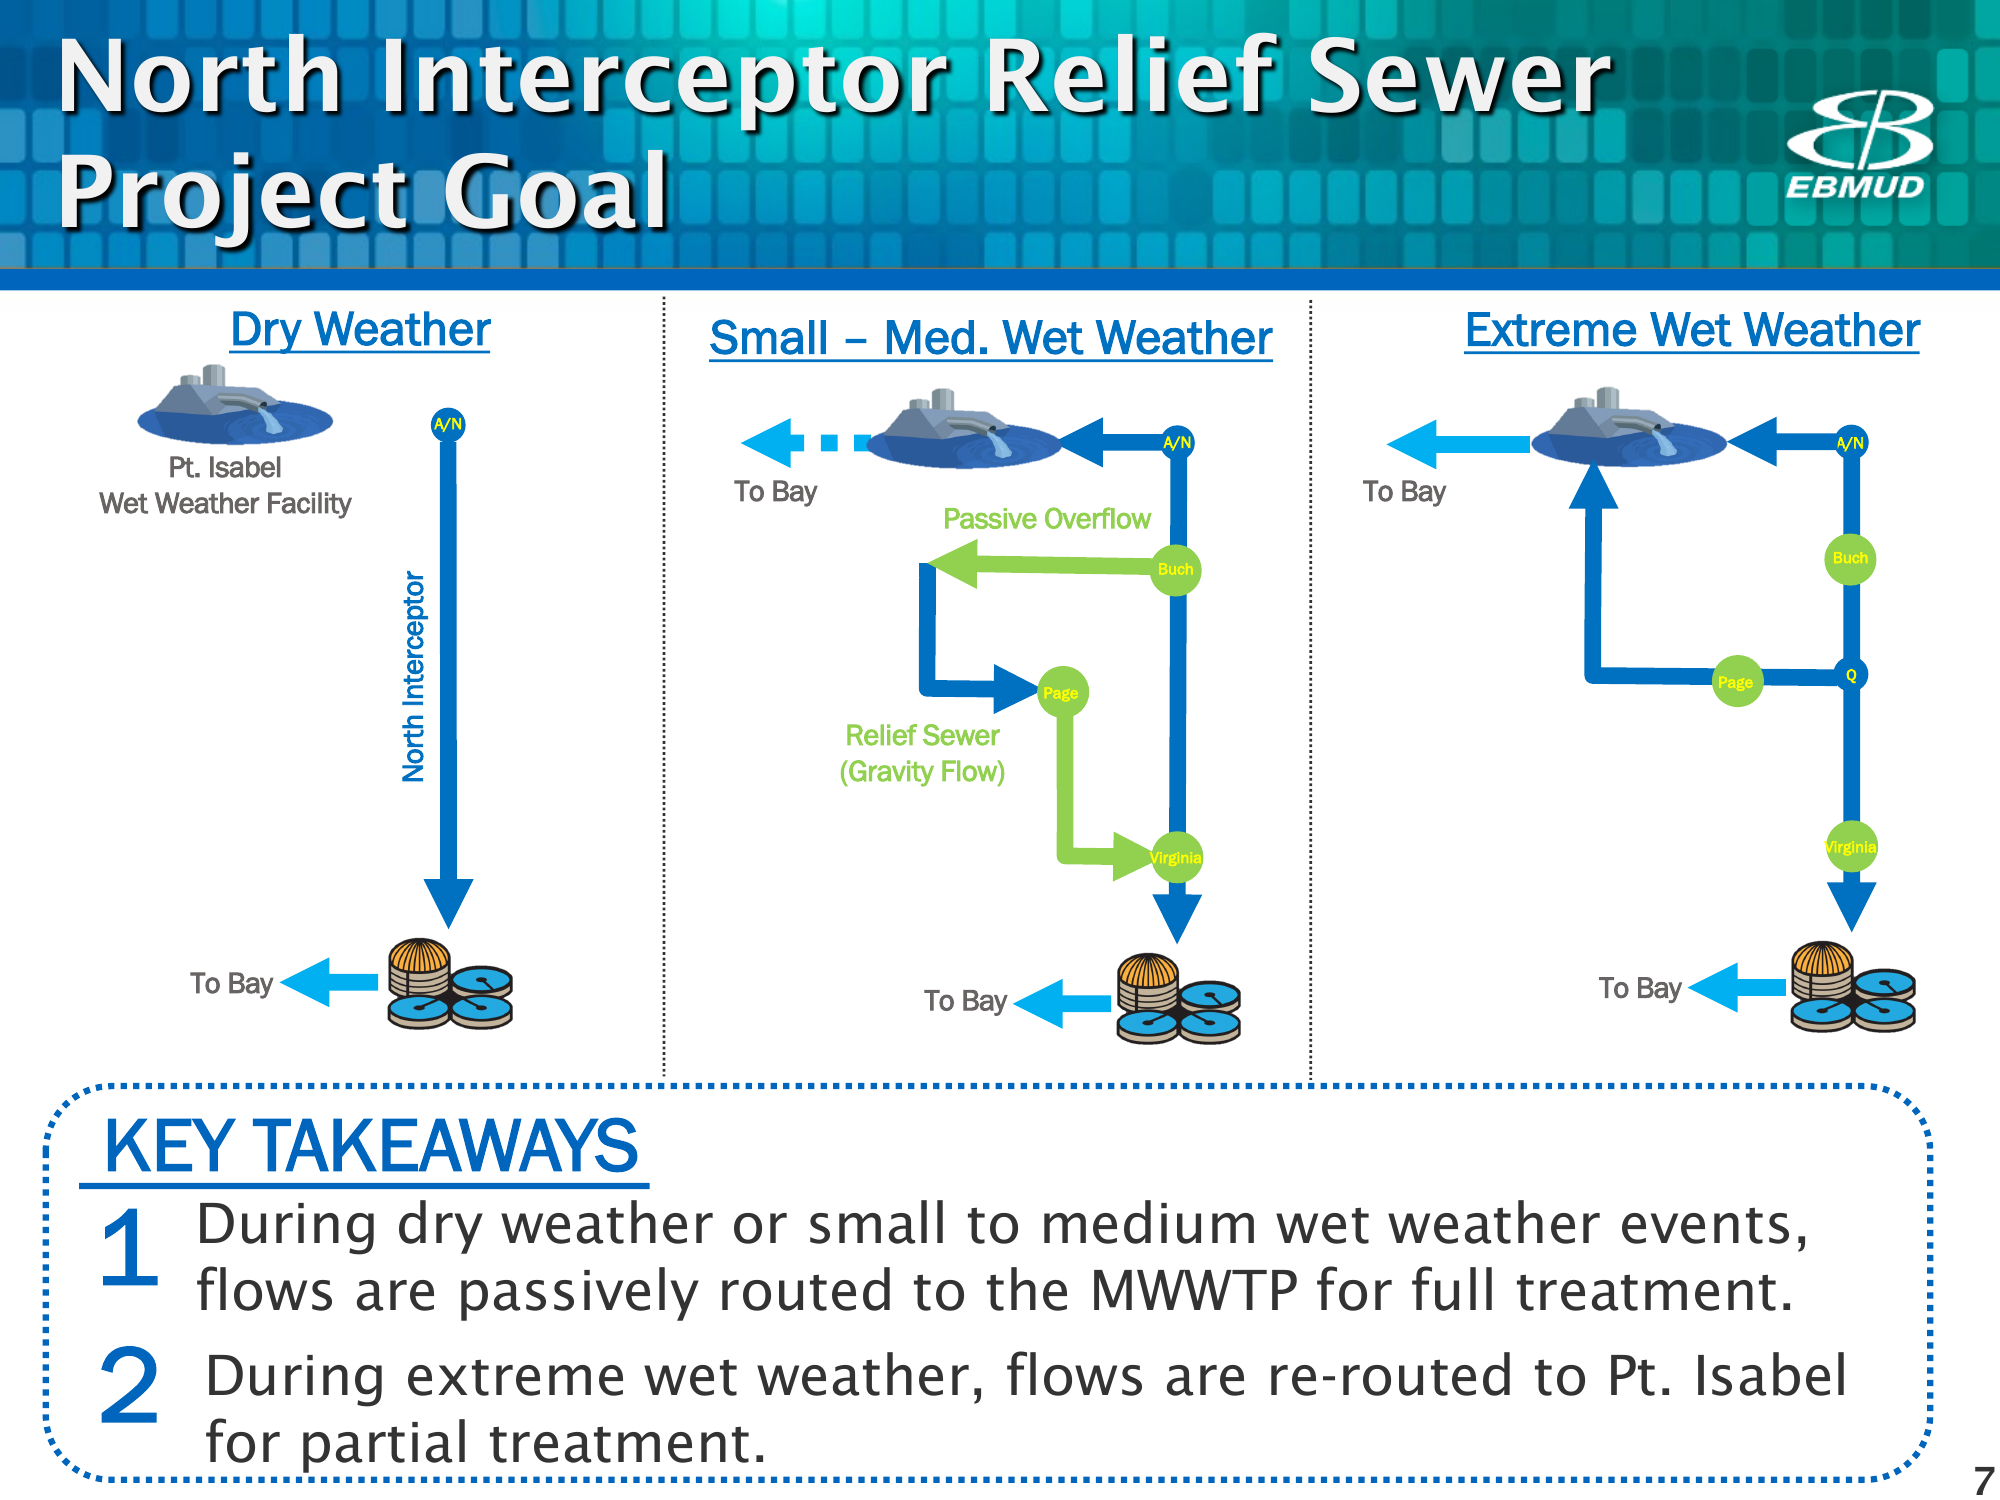 North Interceptor Relief Sewer
Project Goal
EBMUD
Dry Weather
Pt. Isabel
Wet Weather Facility
A/N
North Interceptor
To Bay
Small – Med. Wet Weather
A/N
To Bay
Passive Overflow
Buch
Page
Relief Sewer
(Gravity Flow)
Virginia
To Bay
Extreme Wet Weather
A/N
To Bay
Buch
Page
Q
Virginia
To Bay
KEY TAKEAWAYS
1 During dry weather or small to medium wet weather events,
flows are passively routed to the MWWTP for full treatment.
2 During extreme wet weather, flows are re-routed to Pt. Isabel
for partial treatment.
7